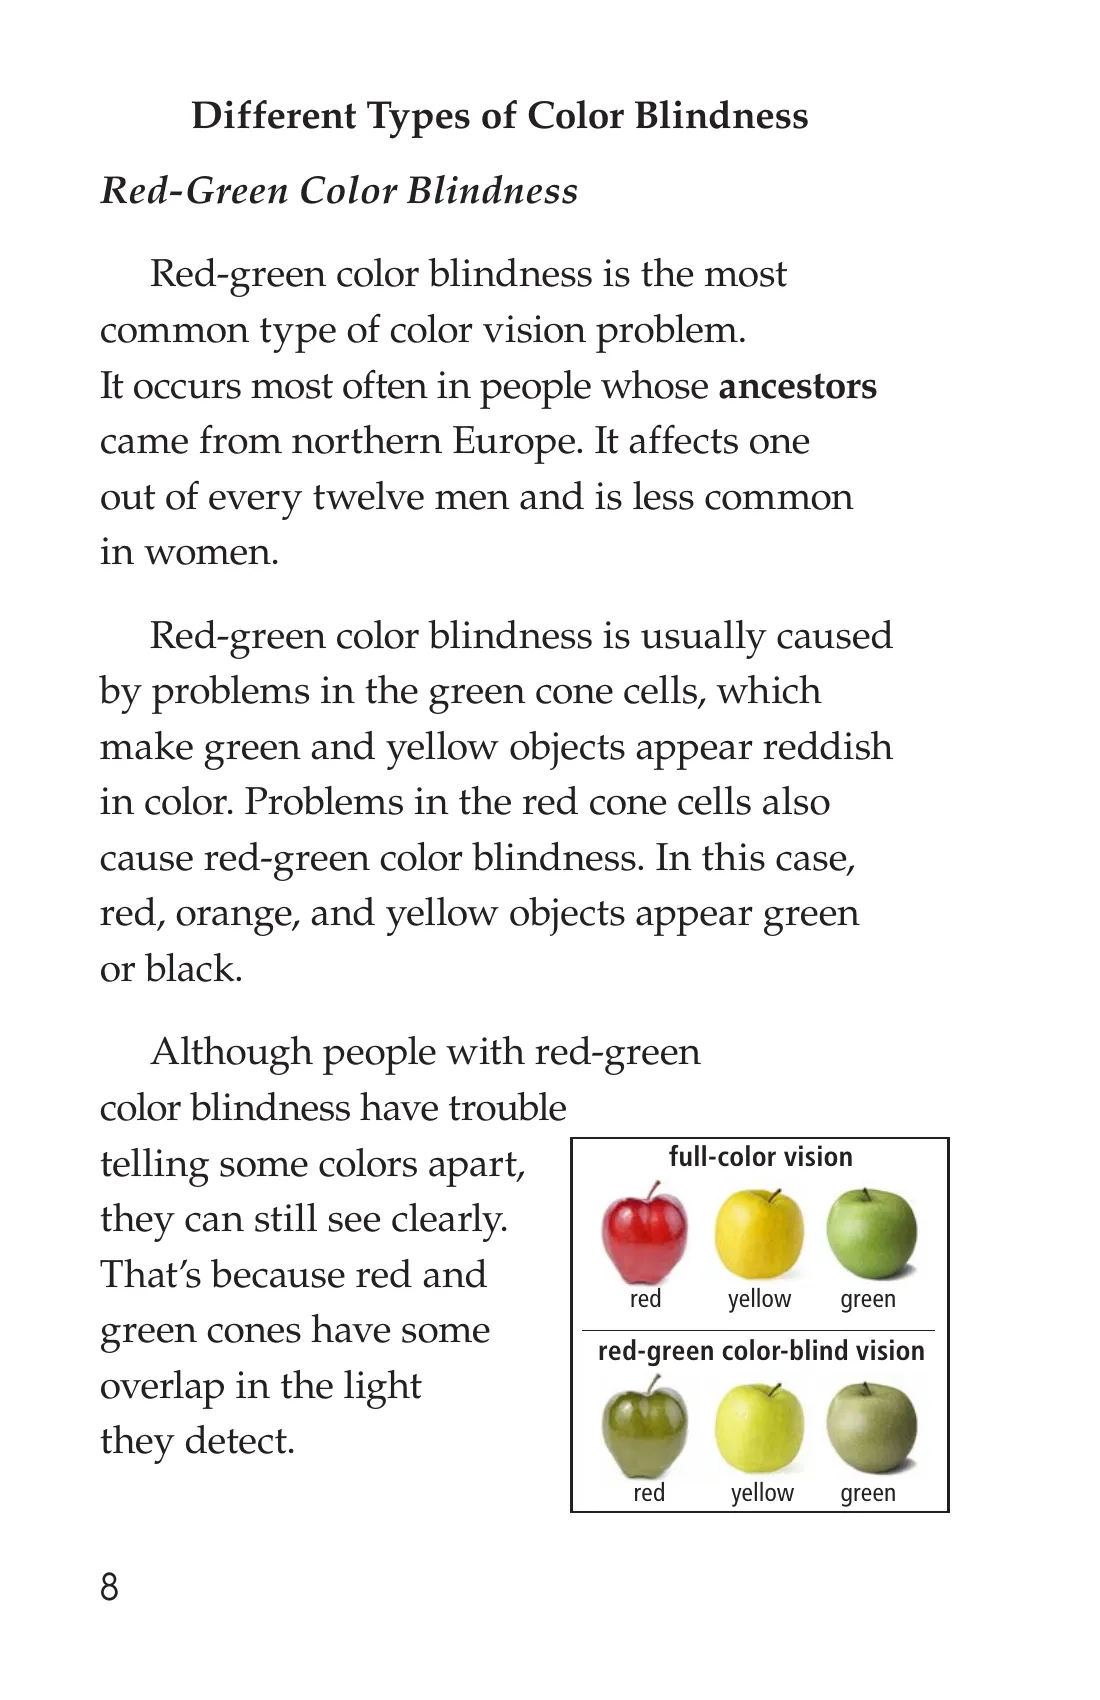 Different Types of Color Blindness
Red-Green Color Blindness
Red-green color blindness is the most
common type of color vision problem.
It occurs most often in people whose ancestors
came from northern Europe. It affects one
out of every twelve men and is less common
in women.
Red-green color blindness is usually caused
by problems in the green cone cells, which
make green and yellow objects appear reddish
in color. Problems in the red cone cells also
cause red-green color blindness. In this case,
red, orange, and yellow objects appear green
or black.
Although people with red-green
color blindness have trouble
telling some colors apart,
they can still see clearly.
That’s because red and
green cones have some
overlap in the light
they detect.
full-color vision
red yellow green
red-green color-blind vision
red yellow green
8